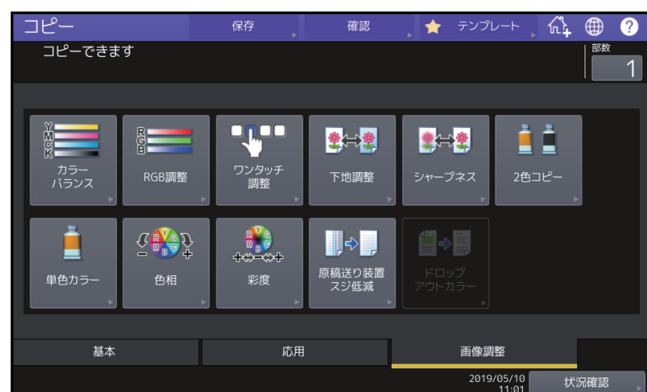 コピー
保存
確認
テンプレート
?
コピーできます
部数
1
YMCK
カラー
バランス
RGB
RGB調整
ワンタッチ
調整
下地調整
シャープネス
2色コピー
単色カラー
色相
彩度
原稿送り装置
スジ低減
ドロップ
アウトカラー
基本
応用
画像調整
2019/05/10
11:01
状況確認